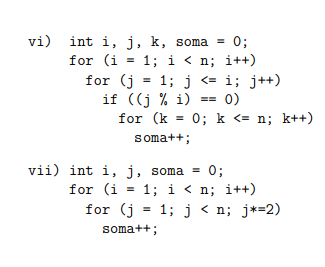 vi) int i, j, k, soma = 0;
for (i = 1; i < n; i++)
for (j = 1; j <= i; j++)
if ((j % i) == 0)
for (k = 0; k <= n; k++)
soma++;
vii) int i, j, soma = 0;
for (i = 1; i < n; i++)
for (j = 1; j < n; j*=2)
soma++;